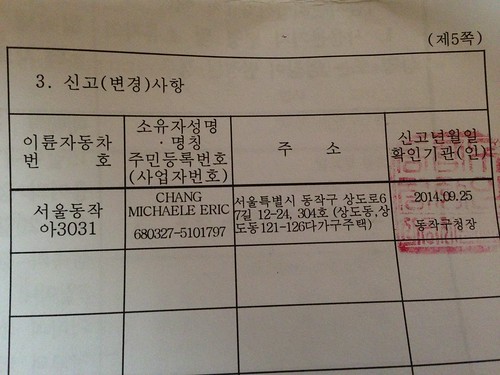 (제5쪽)
3. 신고(변경)사항
이륜자동차
번 호
소유자성명
· 명칭
주민등록번호
(사업자번호)
주 소
신고년월일
확인기관(인)
서울동작
아3031
CHANG
MICHAELE ERIC
680327-5101797
서울특별시 동작구 상도로6
7길 12-24, 304호 (상도동,상
도동121-126다가구주택)
2014.09.25
동작구청장